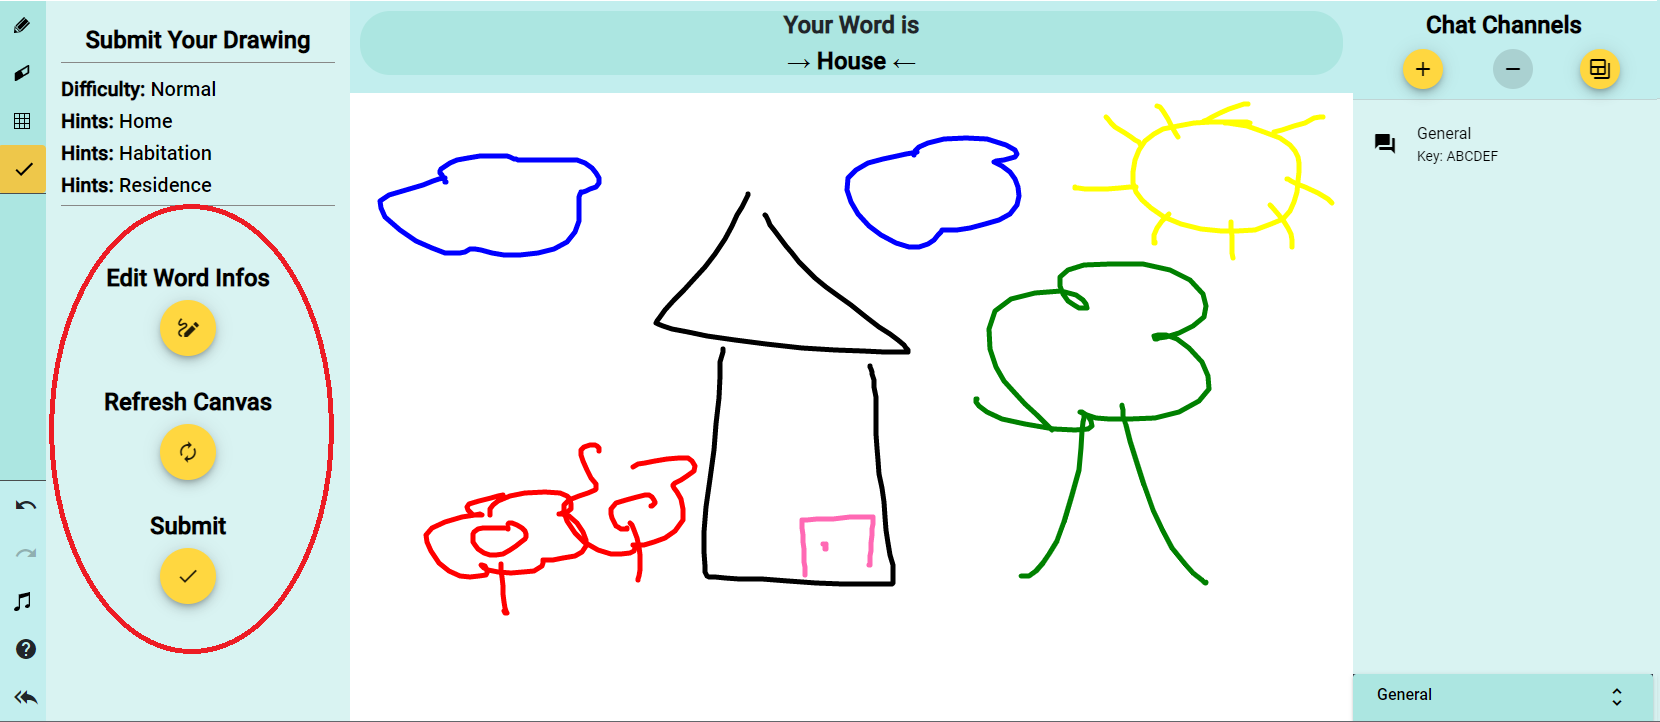 Submit Your Drawing
Difficulty: Normal
Hints: Home
Hints: Habitation
Hints: Residence
Edit Word Infos
Refresh Canvas
Submit
Your Word is
→ House ←
Chat Channels
General
Key: ABCDEF
General